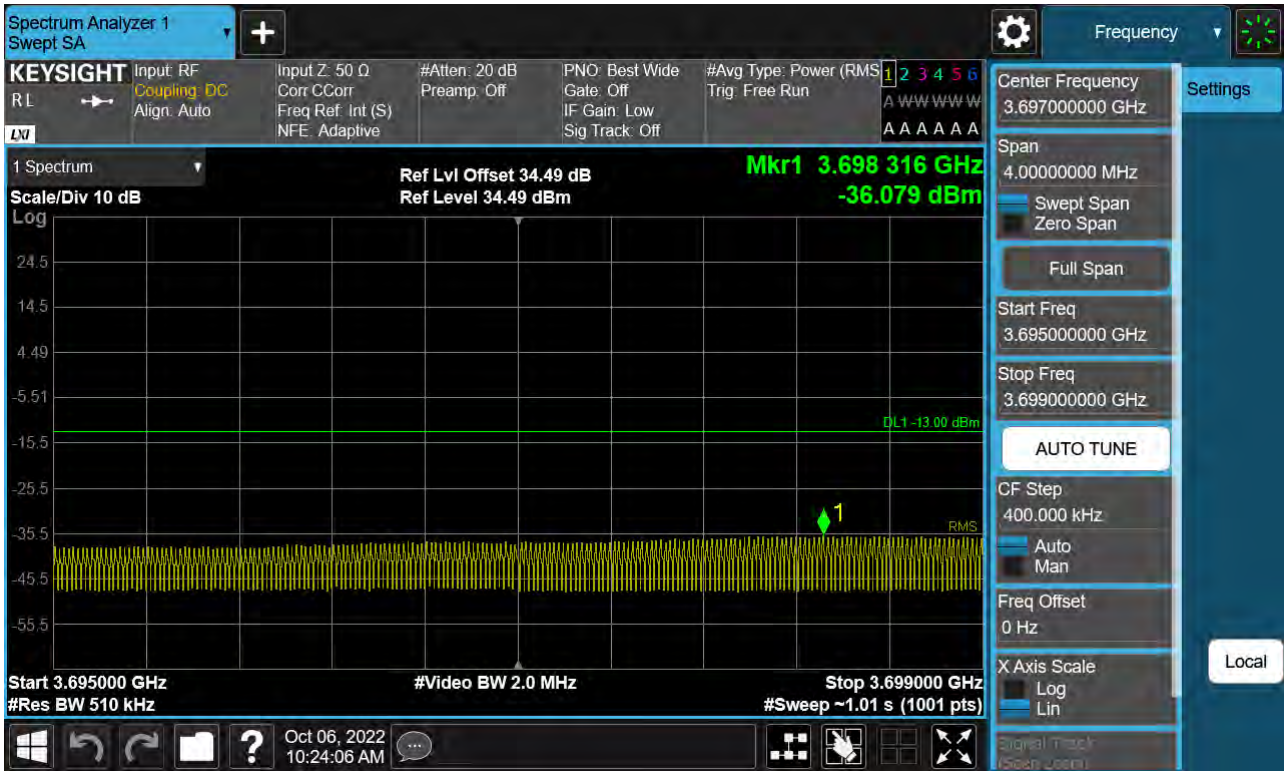 Spectrum Analyzer 1
Swept SA
Frequency
KEYSIGHT
RL
LXI
Input: RF
Coupling: DC
Align: Auto
Input Z: 50 Ω
Corr CCorr
Freq Ref: Int (S)
NFE: Adaptive
#Atten: 20 dB
Preamp: Off
PNO: Best Wide
Gate: Off
IF Gain: Low
Sig Track: Off
#Avg Type: Power (RMS
Trig: Free Run
1 2 3 4 5 6
A W W W W W
A A A A A A
1 Spectrum
Scale/Div 10 dB
Log
Ref Lvl Offset 34.49 dB
Ref Level 34.49 dBm
Mkr1 3.698 316 GHz
-36.079 dBm
24.5
14.5
4.49
-5.51
DL1 -13.00 dBm
-15.5
-25.5
1
-35.5
RMS
-45.5
-55.5
Start 3.695000 GHz
#Res BW 510 kHz
#Video BW 2.0 MHz
Stop 3.699000 GHz
#Sweep ~1.01 s (1001 pts)
?
Oct 06, 2022
10:24:06 AM
Center Frequency
3.697000000 GHz
Span
4.00000000 MHz
Swept Span
Zero Span
Full Span
Start Freq
3.695000000 GHz
Stop Freq
3.699000000 GHz
AUTO TUNE
CF Step
400.000 kHz
Auto
Man
Freq Offset
0 Hz
X Axis Scale
Log
Lin
Signal Track
(Span Zoom)
Settings
Local